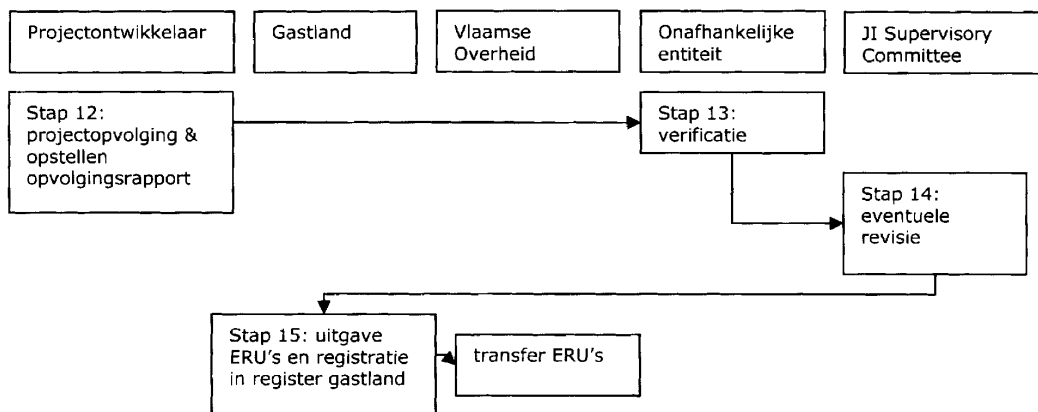 Projectontwikkelaar
Gastland
Vlaamse
Overheid
Onafhankelijke
entiteit
JI Supervisory
Committee
Stap 12:
projectopvolging &
opstellen
opvolgingsrapport
Stap 13:
verificatie
Stap 14:
eventuele
revisie
Stap 15: uitgave
ERU's en registratie
in register gastland
transfer ERU's